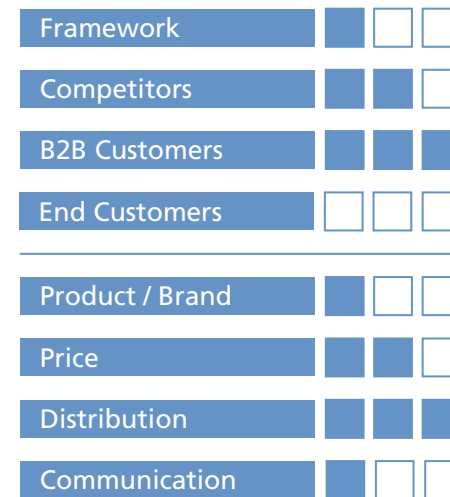 Framework
Competitors
B2B Customers
End Customers
Product / Brand
Price
Distribution
Communication